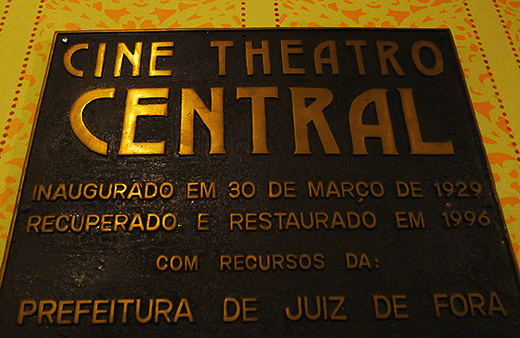 CINE THEATRO
CENTRAL
INAUGURADO EM 30 DE MARÇO DE 1929
RECUPERADO E RESTAURADO EM 1996
COM RECURSOS DA:
PREFEITURA DE JUIZ DE FORA